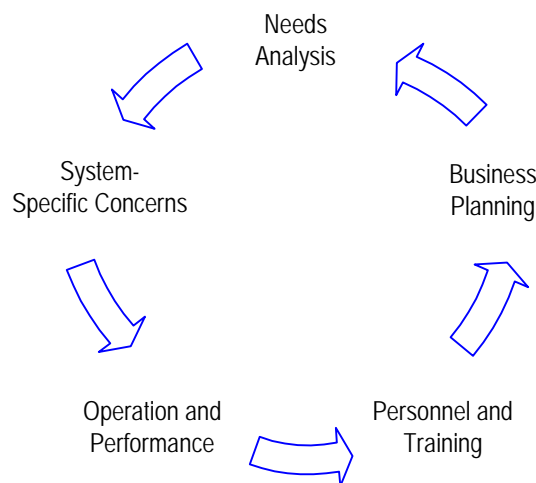 Needs
Analysis
System-
Specific Concerns
Business
Planning
Operation and
Performance
Personnel and
Training